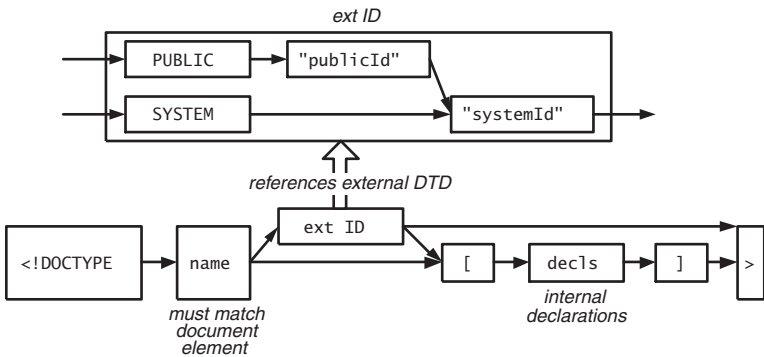 ext ID
PUBLIC "publicId"
SYSTEM "systemId"
references external DTD
ext ID
<!DOCTYPE name [ decls ] >
must match
document
element
internal
declarations